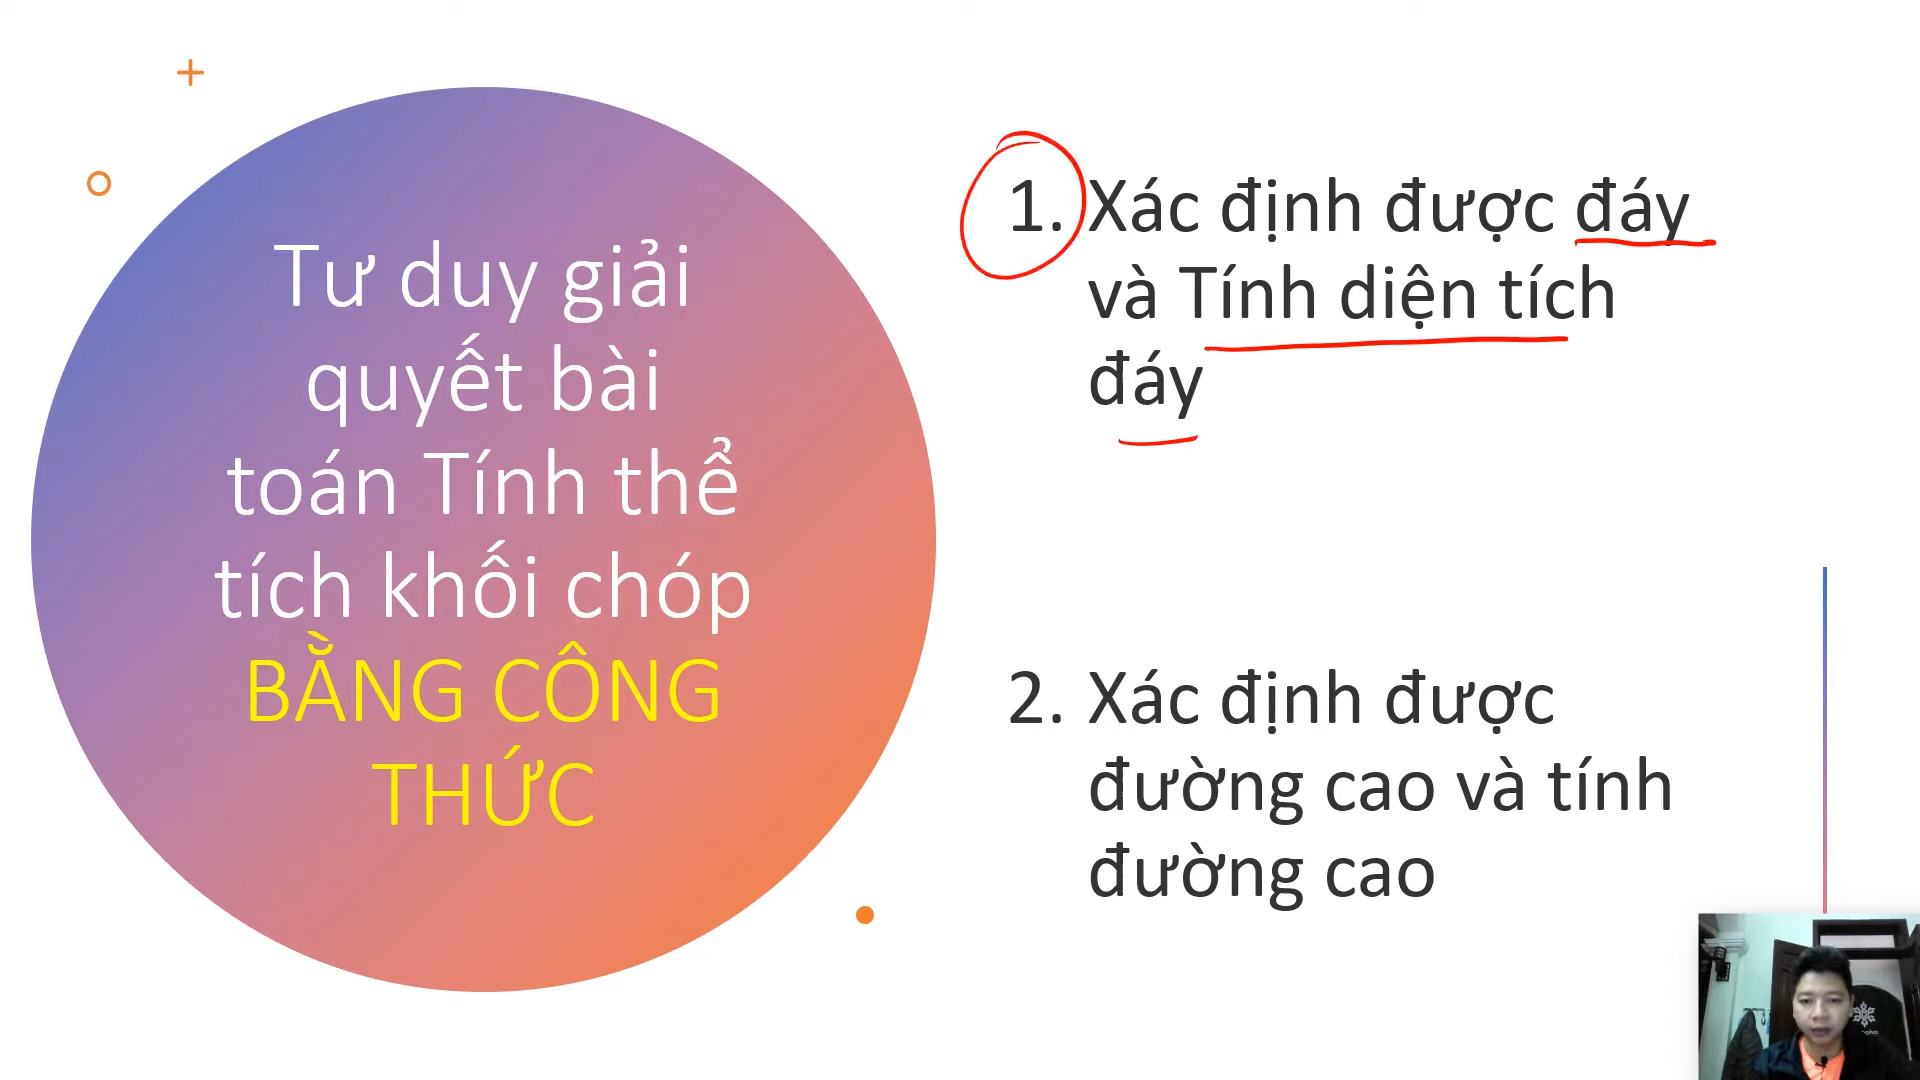 Tư duy giải
quyết bài
toán Tính thể
tích khối chóp
BẰNG CÔNG
THỨC
1. Xác định được đáy
và Tính diện tích
đáy
2. Xác định được
đường cao và tính
đường cao